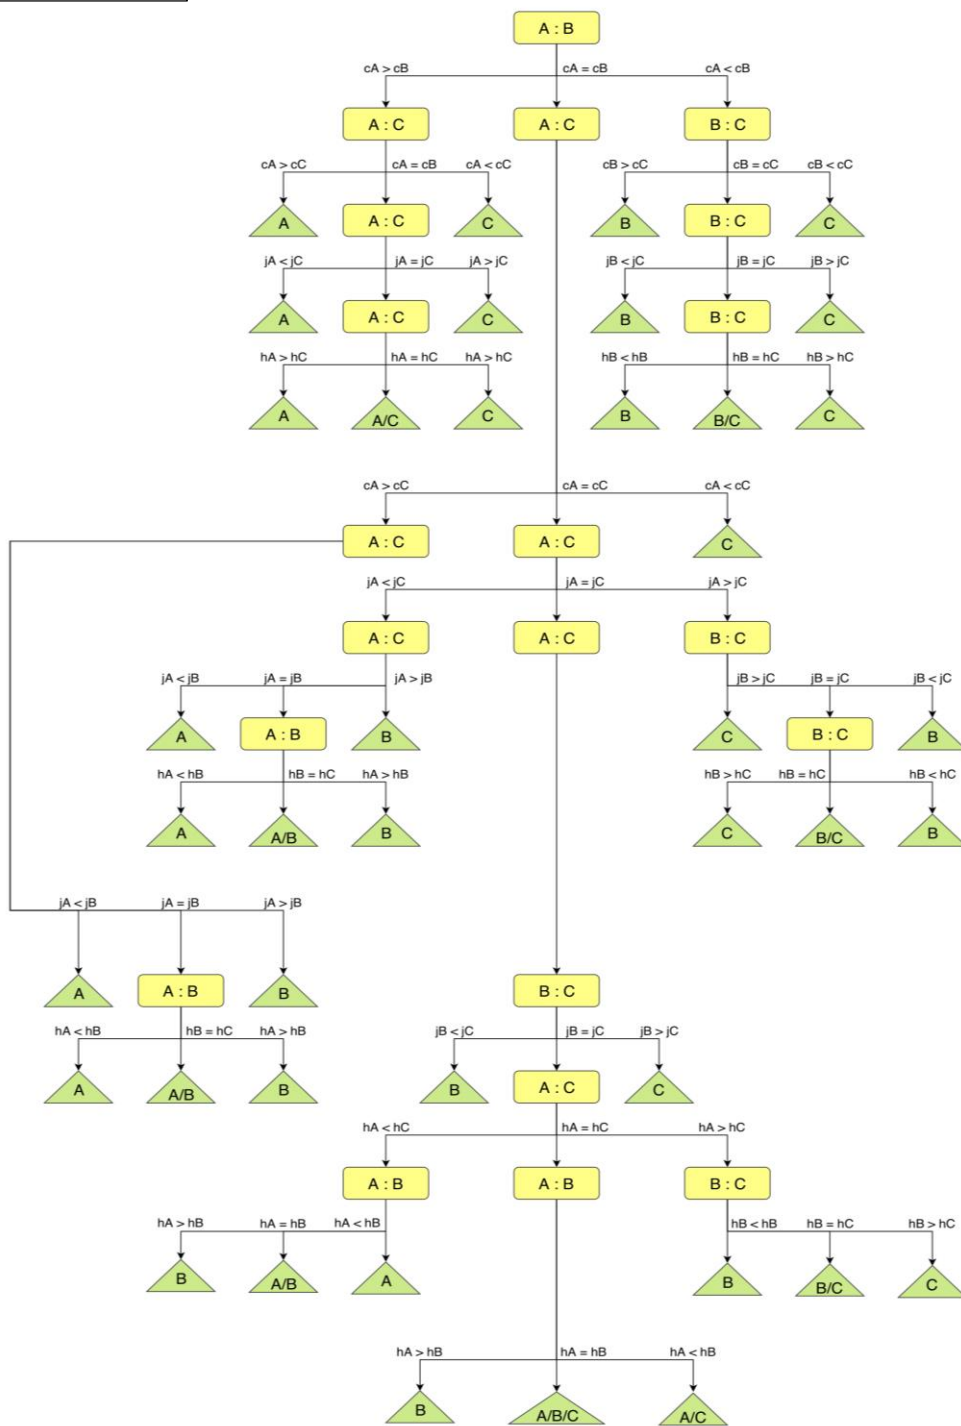 A : B
cA > cB cA = cB cA < cB
A : C A : C B : C
cA > cC cA = cB cA < cC cB > cC cB = cC cB < cC
A A : C C B B : C C
jA < jC jA = jC jA > jC jB < jC jB = jC jB > jC
A A : C C B B : C C
hA > hC hA = hC hA > hC hB < hB hB = hC hB > hC
A A/C C B B/C C
cA > cC cA = cC cA < cC
A : C A : C C
jA < jC jA = jC jA > jC
A : C A : C B : C
jA < jB jA = jB jA > jB jB > jC jB = jC jB < jC
A A : B B C B : C B
hA < hB hB = hC hA > hB hB > hC hB = hC hB < hC
A A/B B C B/C B
jA < jB jA = jB jA > jB
A A : B B B : C
hA < hB hB = hC hA > hB jB < jC jB = jC jB > jC
A A/B B B A : C C
hA < hC hA = hC hA > hC
A : B A : B B : C
hA > hB hA = hB hA < hB hB < hB hB = hC hB > hC
B A/B A B B/C C
hA > hB hA = hB hA < hB
B A/B/C A/C